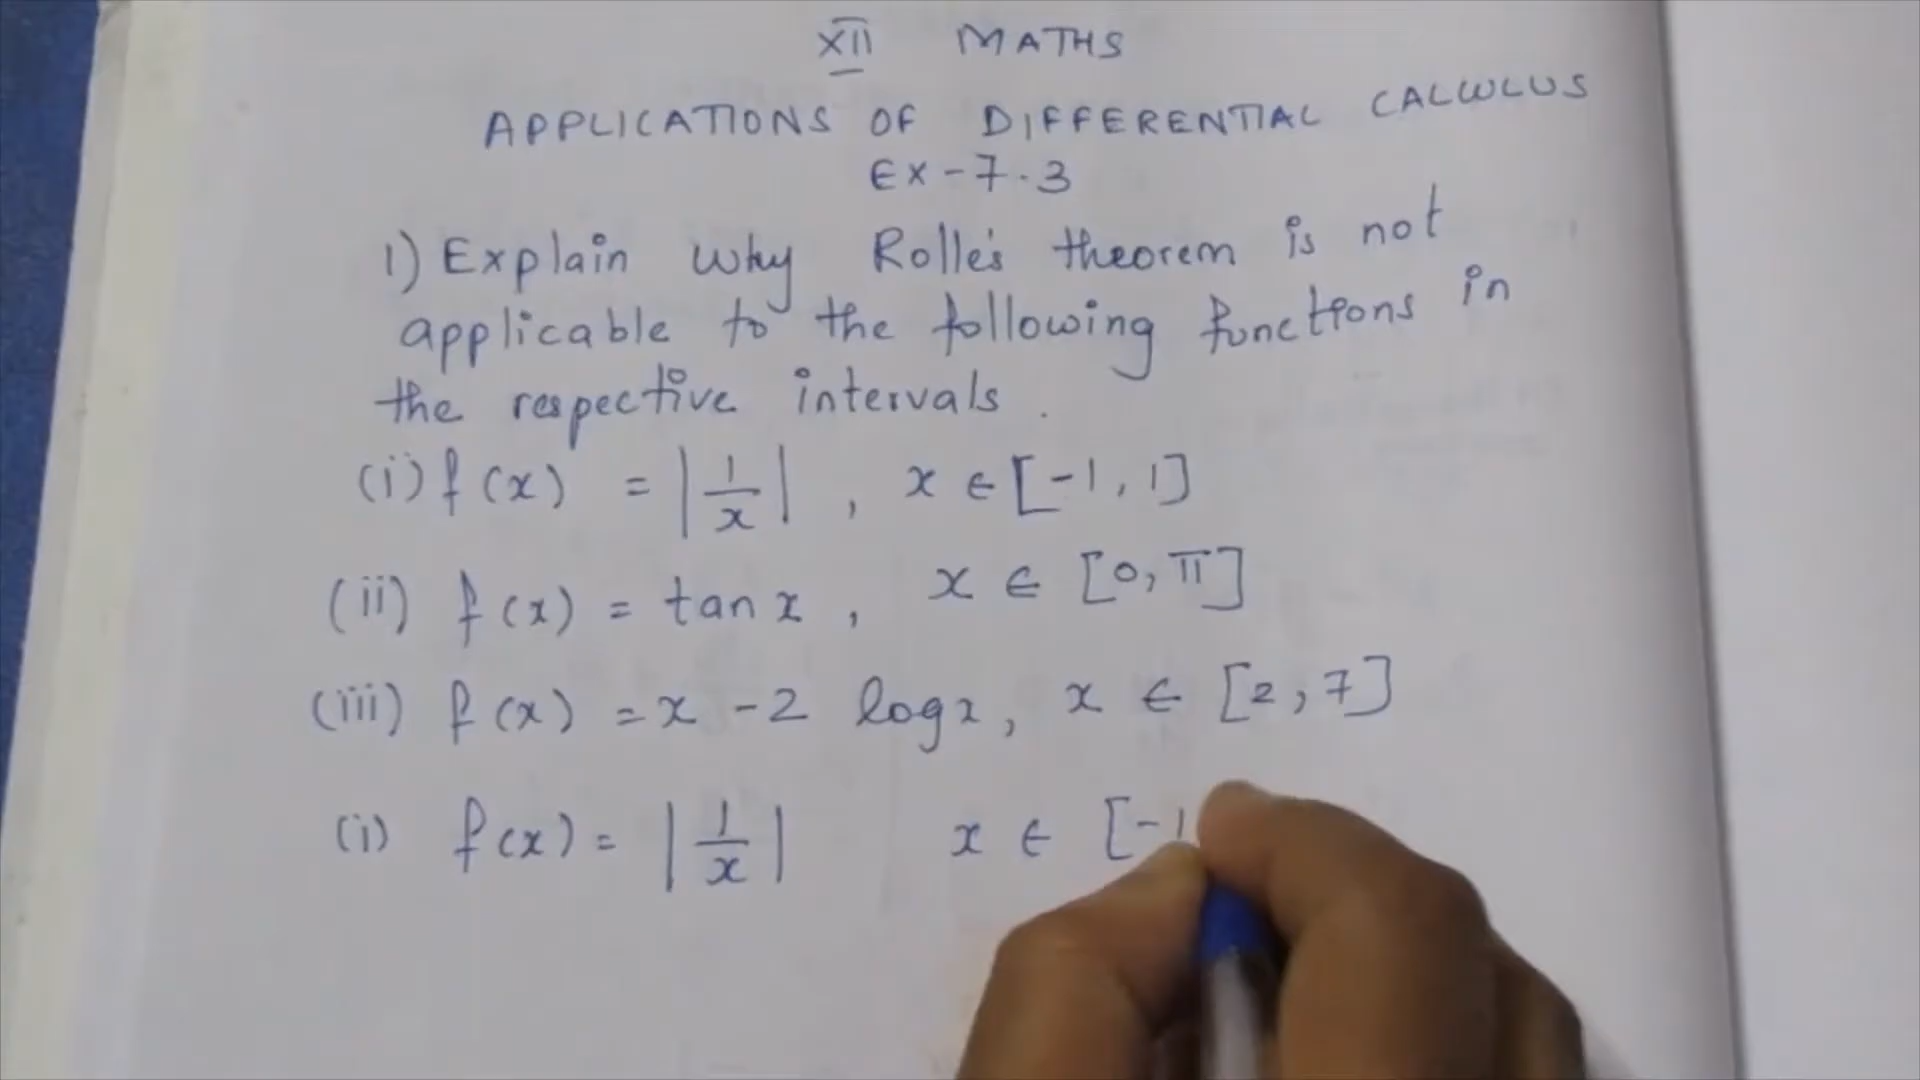 XII MATHS
APPLICATIONS OF DIFFERENTIAL CALCULUS
EX-7.3
1) Explain why Rolle's theorem is not
applicable to the following functions in
the respective intervals.
(i) f(x) = |1/x|, x ∈ [-1, 1]
(ii) f(x) = tan x, x ∈ [0, π]
(iii) f(x) = x - 2 log x, x ∈ [2, 7]
(i) f(x) = |1/x| x ∈ [-1